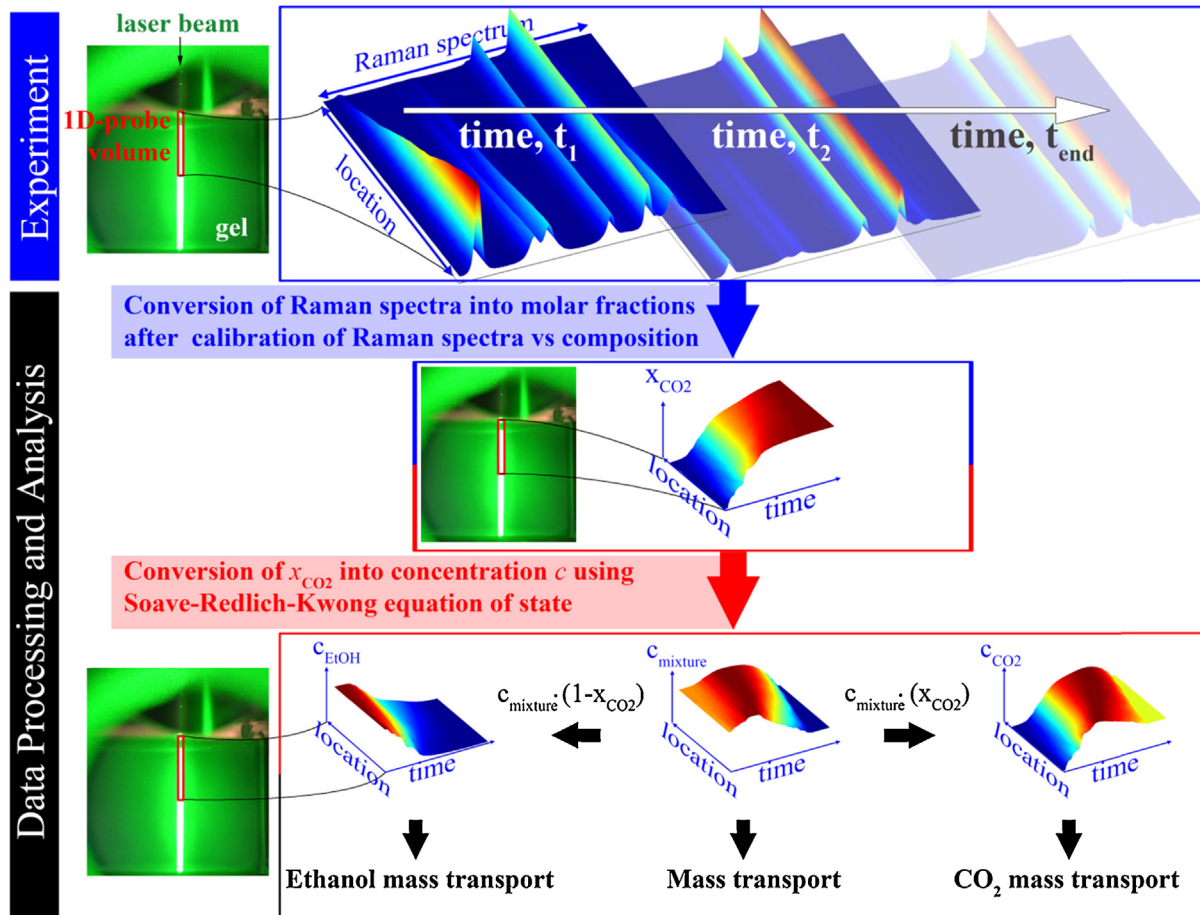 Experiment
laser beam
1D-probe
volume
gel
Raman spectrum
location
time, t1
time, t2
time, tend
Data Processing and Analysis
Conversion of Raman spectra into molar fractions
after calibration of Raman spectra vs composition
xCO2
location
time
Conversion of xCO2 into concentration c using
Soave-Redlich-Kwong equation of state
cEtOH
location
time
cmixture·(1-xCO2)
cmixture
location
time
cmixture·(xCO2)
cCO2
location
time
Ethanol mass transport
Mass transport
CO2 mass transport